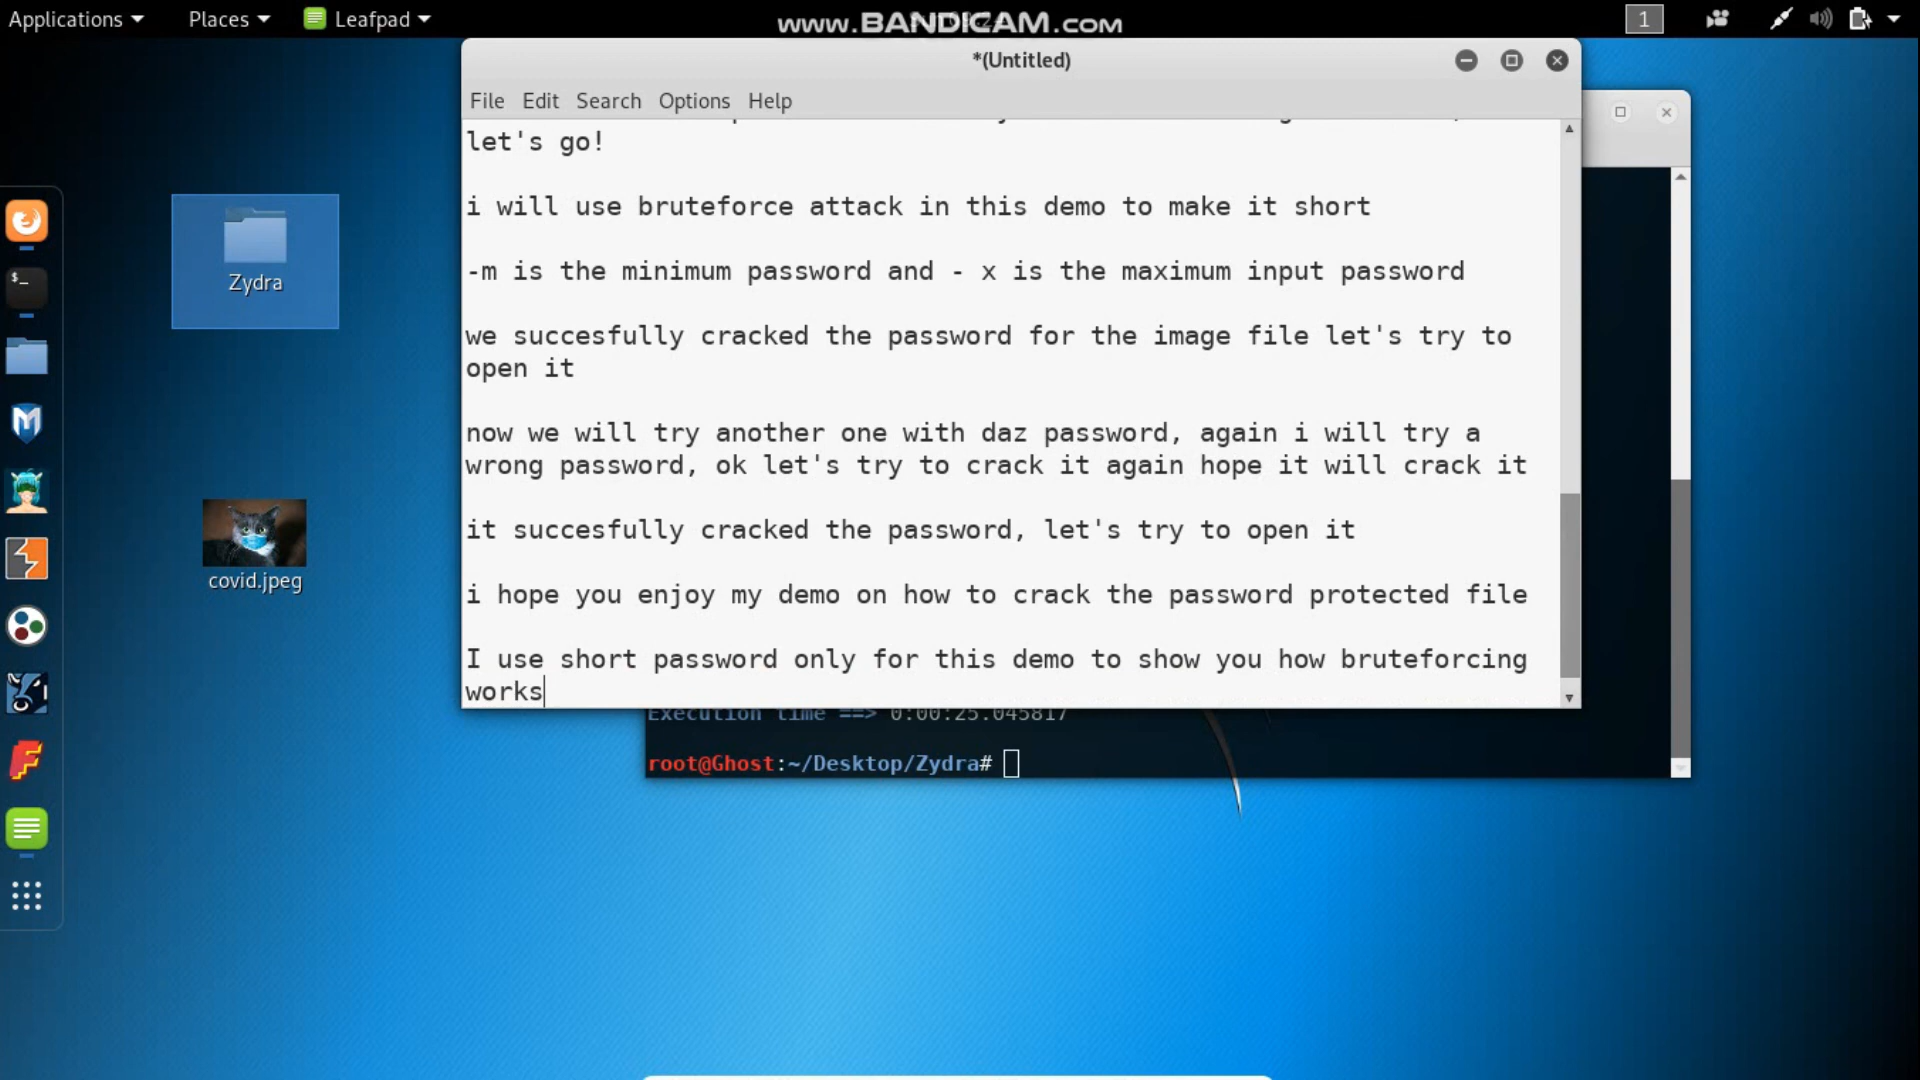 Applications Places Leafpad www.BANDICAM.com 1
*(Untitled)
File Edit Search Options Help
let's go!
i will use bruteforce attack in this demo to make it short
-m is the minimum password and - x is the maximum input password
we succesfully cracked the password for the image file let's try to
open it
now we will try another one with daz password, again i will try a
wrong password, ok let's try to crack it again hope it will crack it
it succesfully cracked the password, let's try to open it
i hope you enjoy my demo on how to crack the password protected file
I use short password only for this demo to show you how bruteforcing
works
Execution time ==> 0:00:25.045817
root@Ghost:~/Desktop/Zydra#
Zydra
covid.jpeg